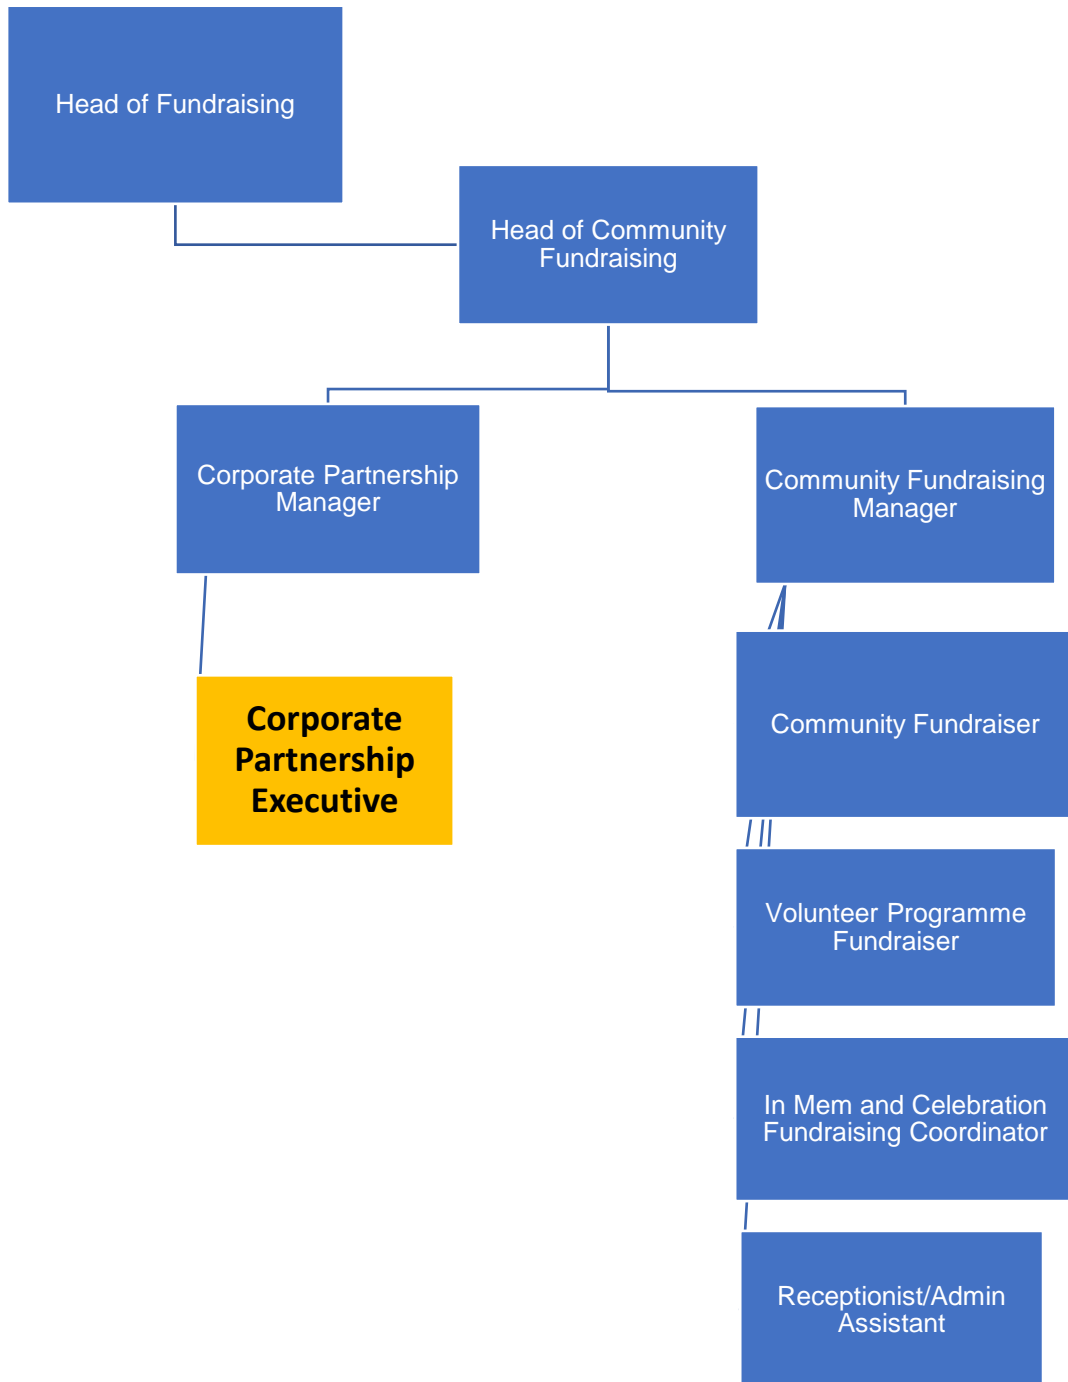 Head of Fundraising
Head of Community
Fundraising
Corporate Partnership
Manager
Community Fundraising
Manager
Corporate
Partnership
Executive
Community Fundraiser
Volunteer Programme
Fundraiser
In Mem and Celebration
Fundraising Coordinator
Receptionist/Admin
Assistant